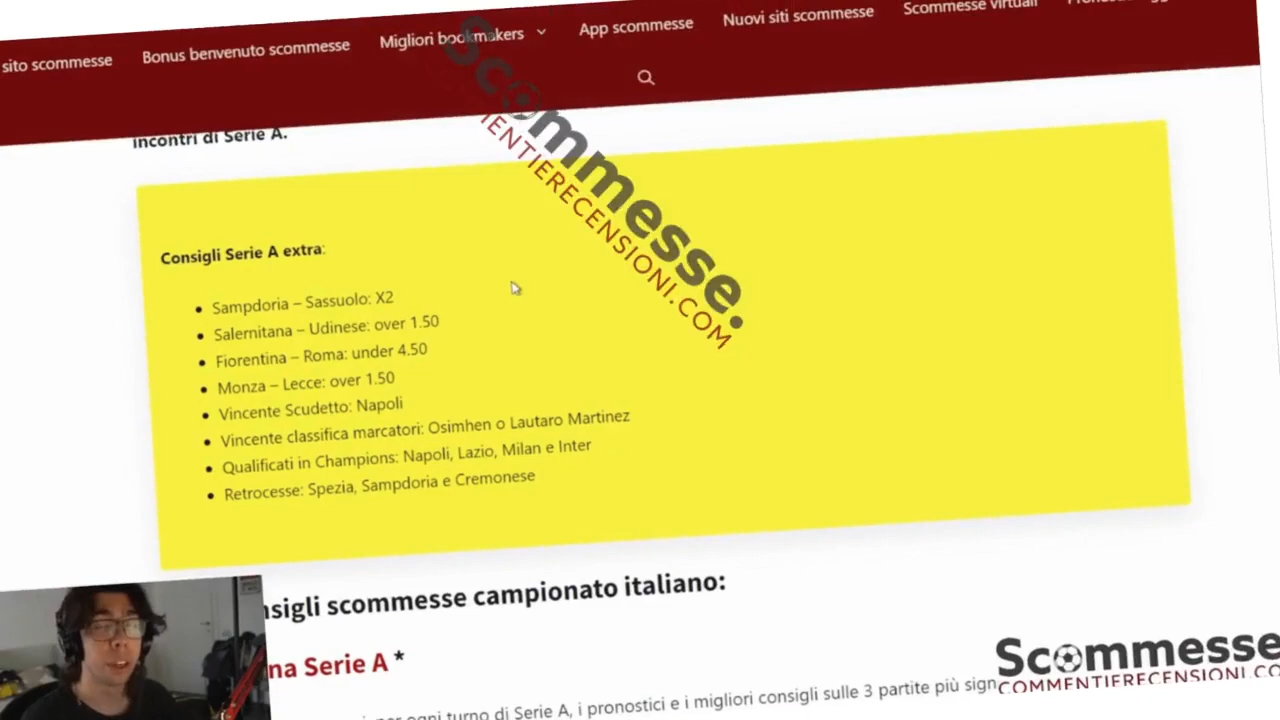 sito scommesse Bonus benvenuto scommesse Migliori bookmakers App scommesse Nuovi siti scommesse Scommesse virtuali
incontri di Serie A.
Scommesse.
COMMENTIERECENSIONI.COM
Consigli Serie A extra:
Sampdoria – Sassuolo: X2
Salernitana – Udinese: over 1.50
Fiorentina – Roma: under 4.50
Monza – Lecce: over 1.50
Vincente Scudetto: Napoli
Vincente classifica marcatori: Osimhen o Lautaro Martinez
Qualificati in Champions: Napoli, Lazio, Milan e Inter
Retrocesse: Spezia, Sampdoria e Cremonese
nsigli scommesse campionato italiano:
na Serie A *
per ogni turno di Serie A, i pronostici e i migliori consigli sulle 3 partite più sign
Scommesse
COMMENTIERECENSIONI.CO